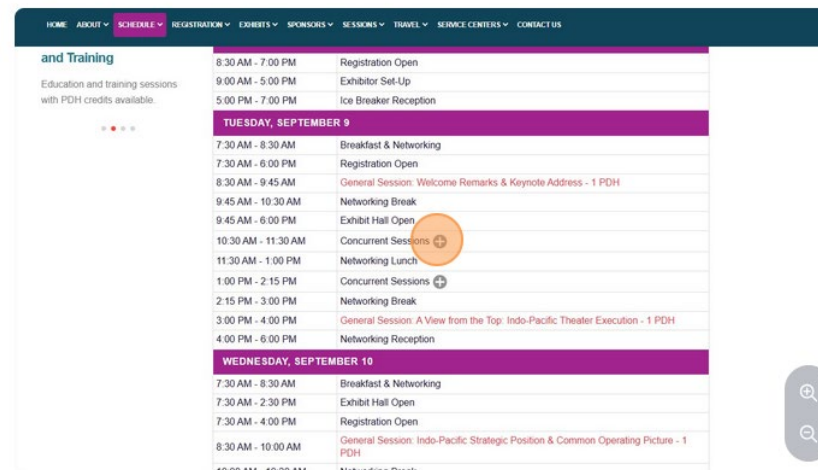 HOME ABOUT SCHEDULE REGISTRATION EXHIBITS SPONSORS SESSIONS TRAVEL SERVICE CENTERS CONTACT US
and Training
Education and training sessions
with PDH credits available.
8:30 AM - 7:00 PM Registration Open
9:00 AM - 5:00 PM Exhibitor Set-Up
5:00 PM - 7:00 PM Ice Breaker Reception
TUESDAY, SEPTEMBER 9
7:30 AM - 8:30 AM Breakfast & Networking
7:30 AM - 6:00 PM Registration Open
8:30 AM - 9:45 AM General Session: Welcome Remarks & Keynote Address - 1 PDH
9:45 AM - 10:30 AM Networking Break
9:45 AM - 6:00 PM Exhibit Hall Open
10:30 AM - 11:30 AM Concurrent Sessions
11:30 AM - 1:00 PM Networking Lunch
1:00 PM - 2:15 PM Concurrent Sessions
2:15 PM - 3:00 PM Networking Break
3:00 PM - 4:00 PM General Session: A View from the Top: Indo-Pacific Theater Execution - 1 PDH
4:00 PM - 6:00 PM Networking Reception
WEDNESDAY, SEPTEMBER 10
7:30 AM - 8:30 AM Breakfast & Networking
7:30 AM - 2:30 PM Exhibit Hall Open
7:30 AM - 4:00 PM Registration Open
8:30 AM - 10:00 AM General Session: Indo-Pacific Strategic Position & Common Operating Picture - 1
PDH